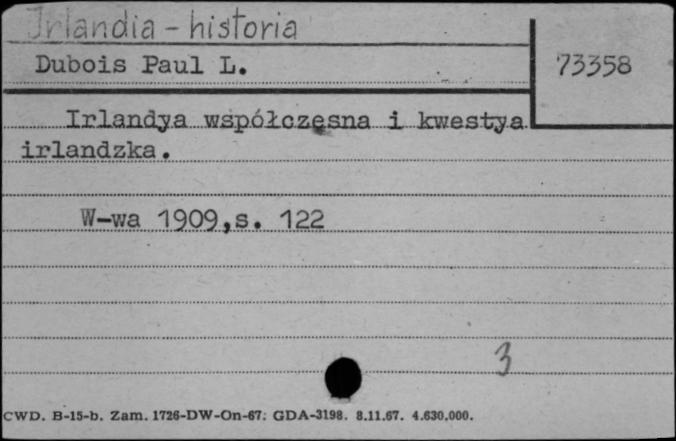 Irlandia - historia
Dubois Paul L.
73358
Irlandya współczęsna i kwestya
irlandzka.
W-wa 1909,s. 122
3
CWD. B-15-b. Zam. 1726-DW-On-67: GDA-3198. 8.11.67. 4.630.000.